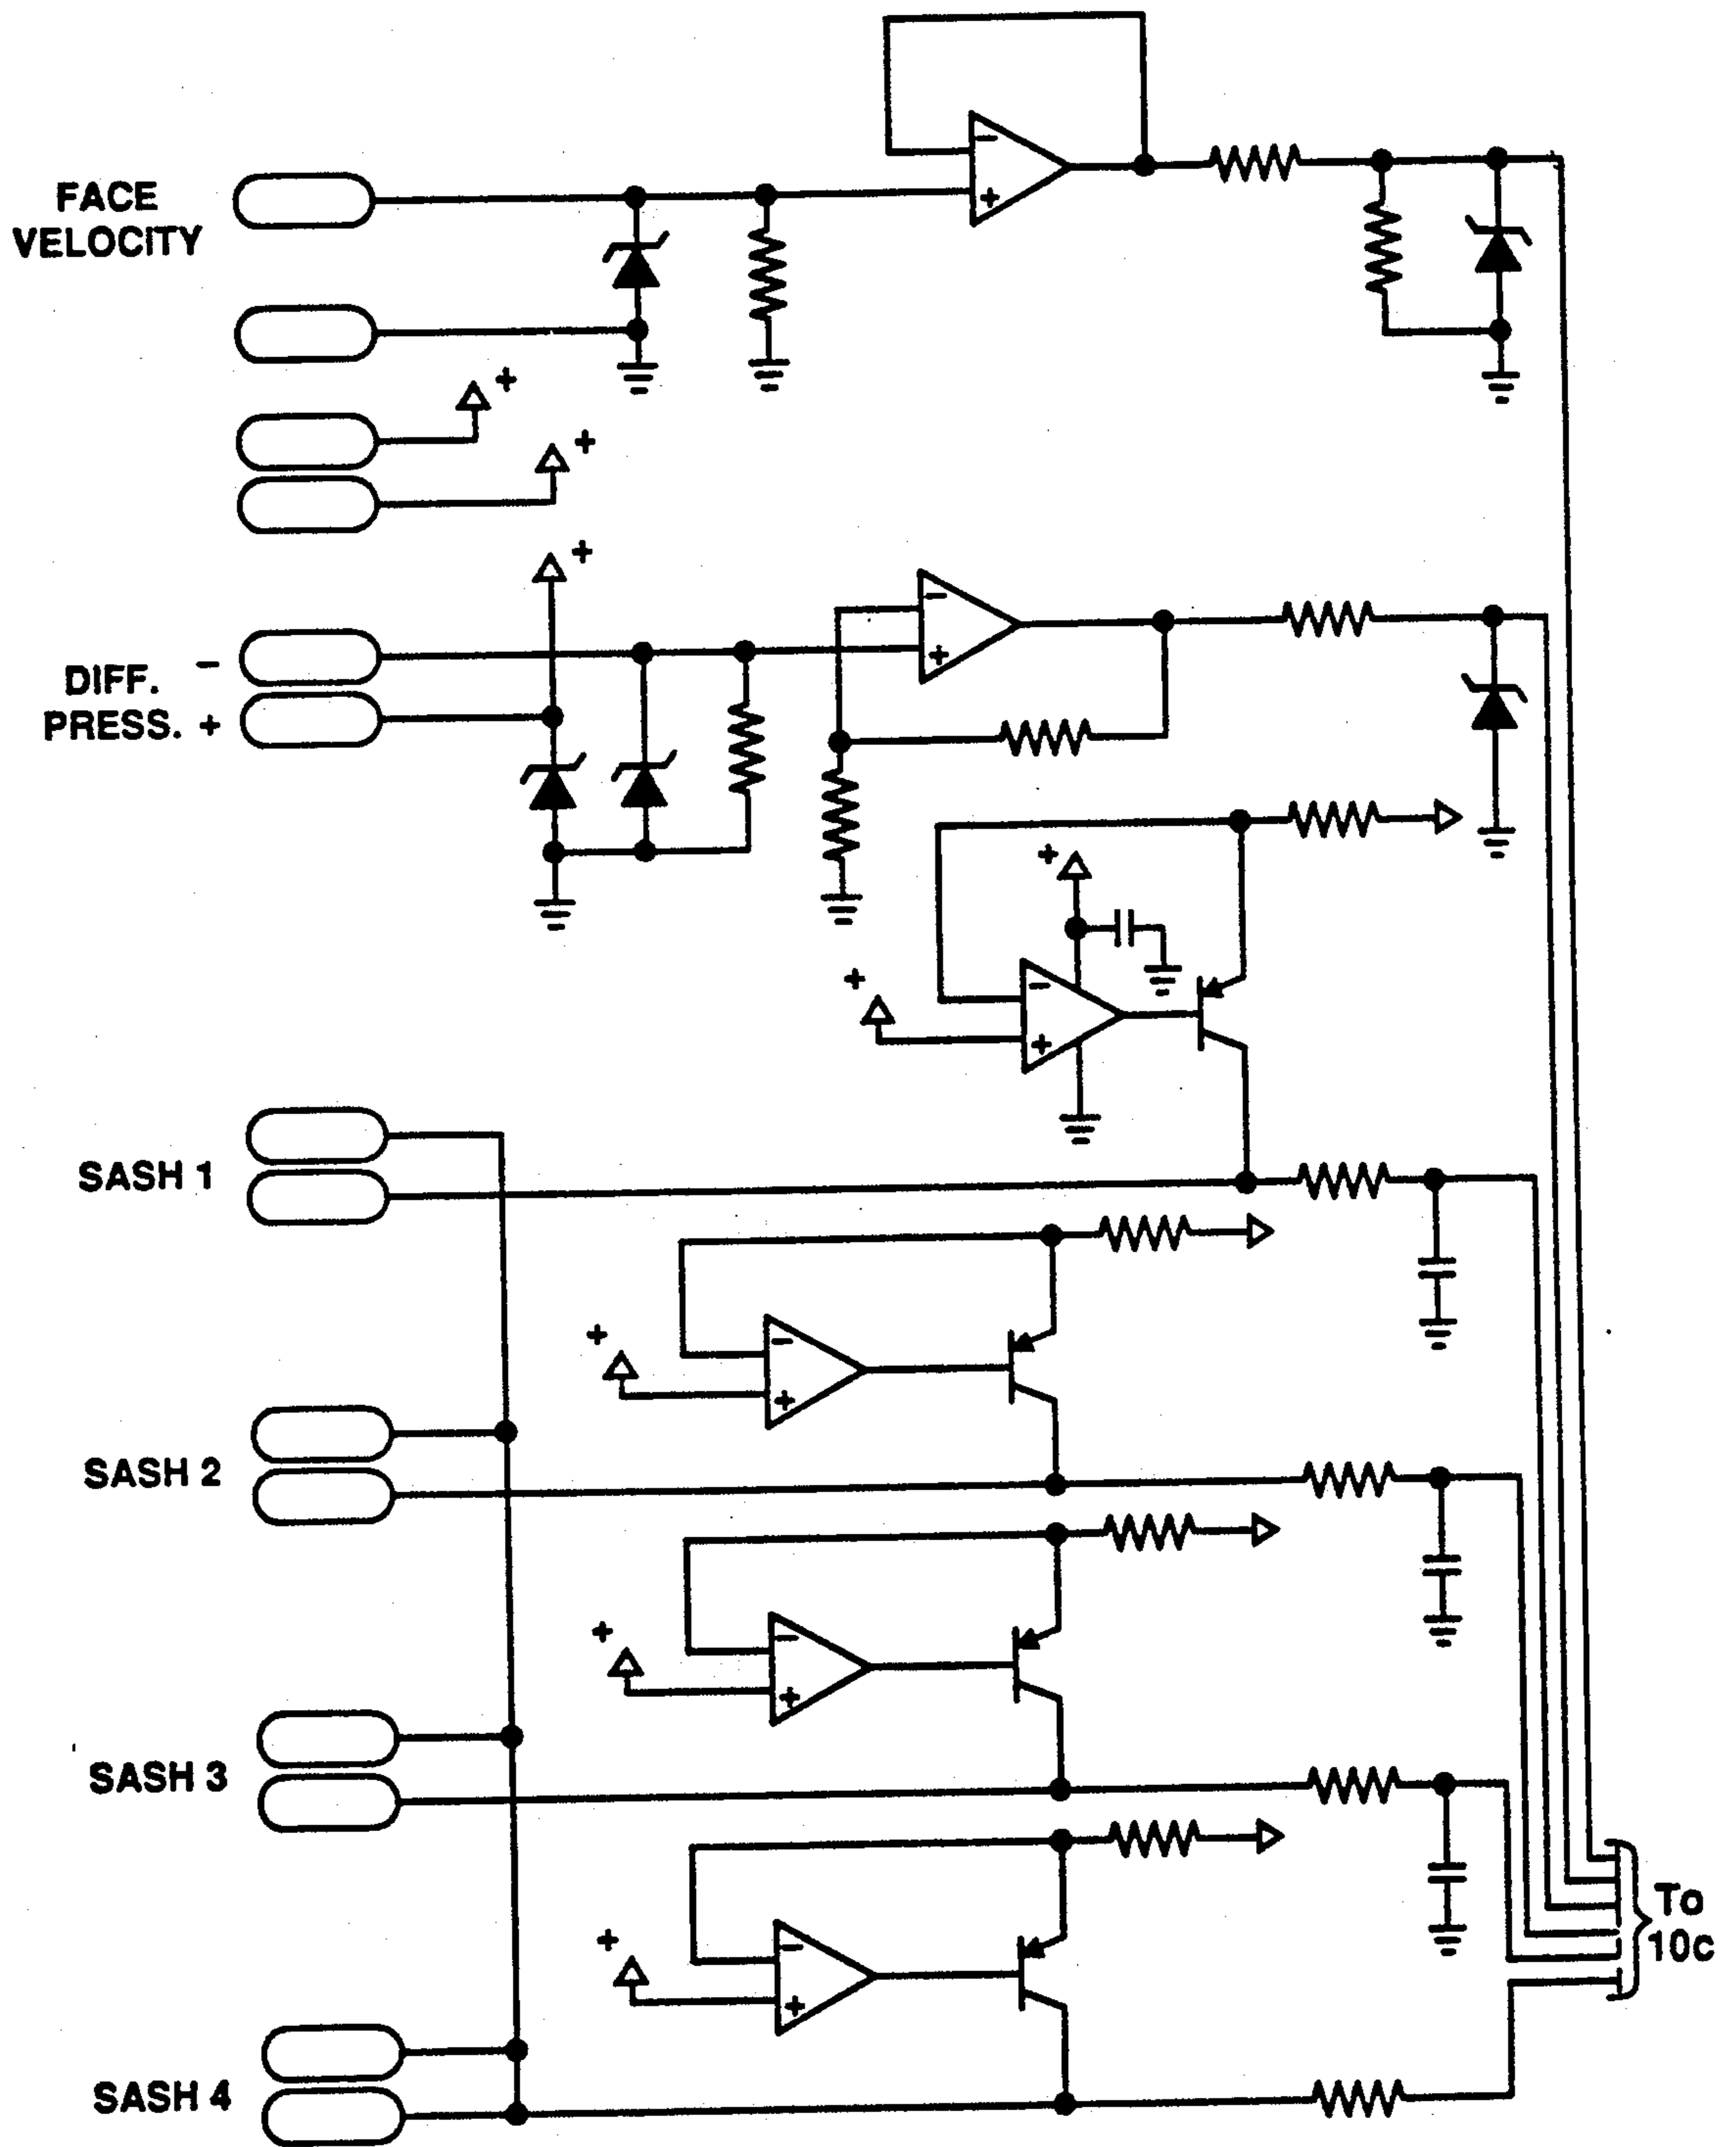 FACE
VELOCITY
+
+
+
DIFF. −
PRESS. +
−
+
−
+
+
+
−
+
SASH 1
+
−
+
SASH 2
+
−
+
SASH 3
+
−
+
SASH 4
To
10c